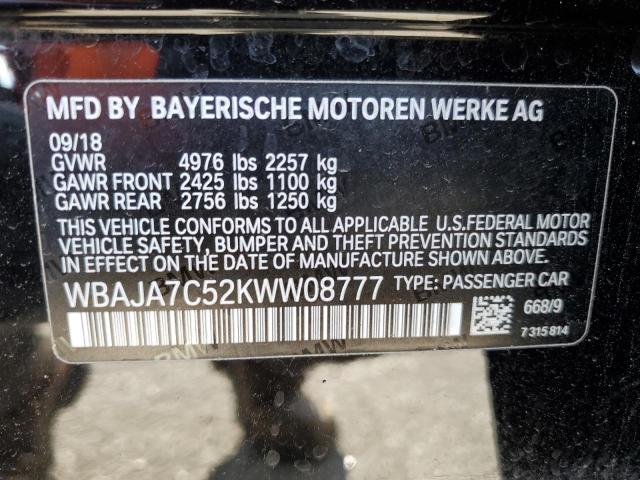 MFD BY BAYERISCHE MOTOREN WERKE AG
09/18
GVWR 4976 lbs 2257 kg
GAWR FRONT 2425 lbs 1100 kg
GAWR REAR 2756 lbs 1250 kg
THIS VEHICLE CONFORMS TO ALL APPLICABLE U.S.FEDERAL MOTOR
VEHICLE SAFETY, BUMPER AND THEFT PREVENTION STANDARDS
IN EFFECT ON THE DATE OF MANUFACTURE SHOWN ABOVE.
WBAJA7C52KWW08777 TYPE: PASSENGER CAR
668/9
7 315 814